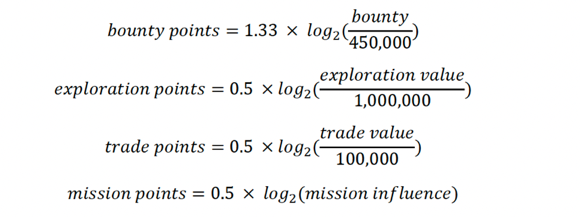 bounty points = 1.33 × log₂(bounty/450,000)
exploration points = 0.5 × log₂(exploration value/1,000,000)
trade points = 0.5 × log₂(trade value/100,000)
mission points = 0.5 × log₂(mission influence)